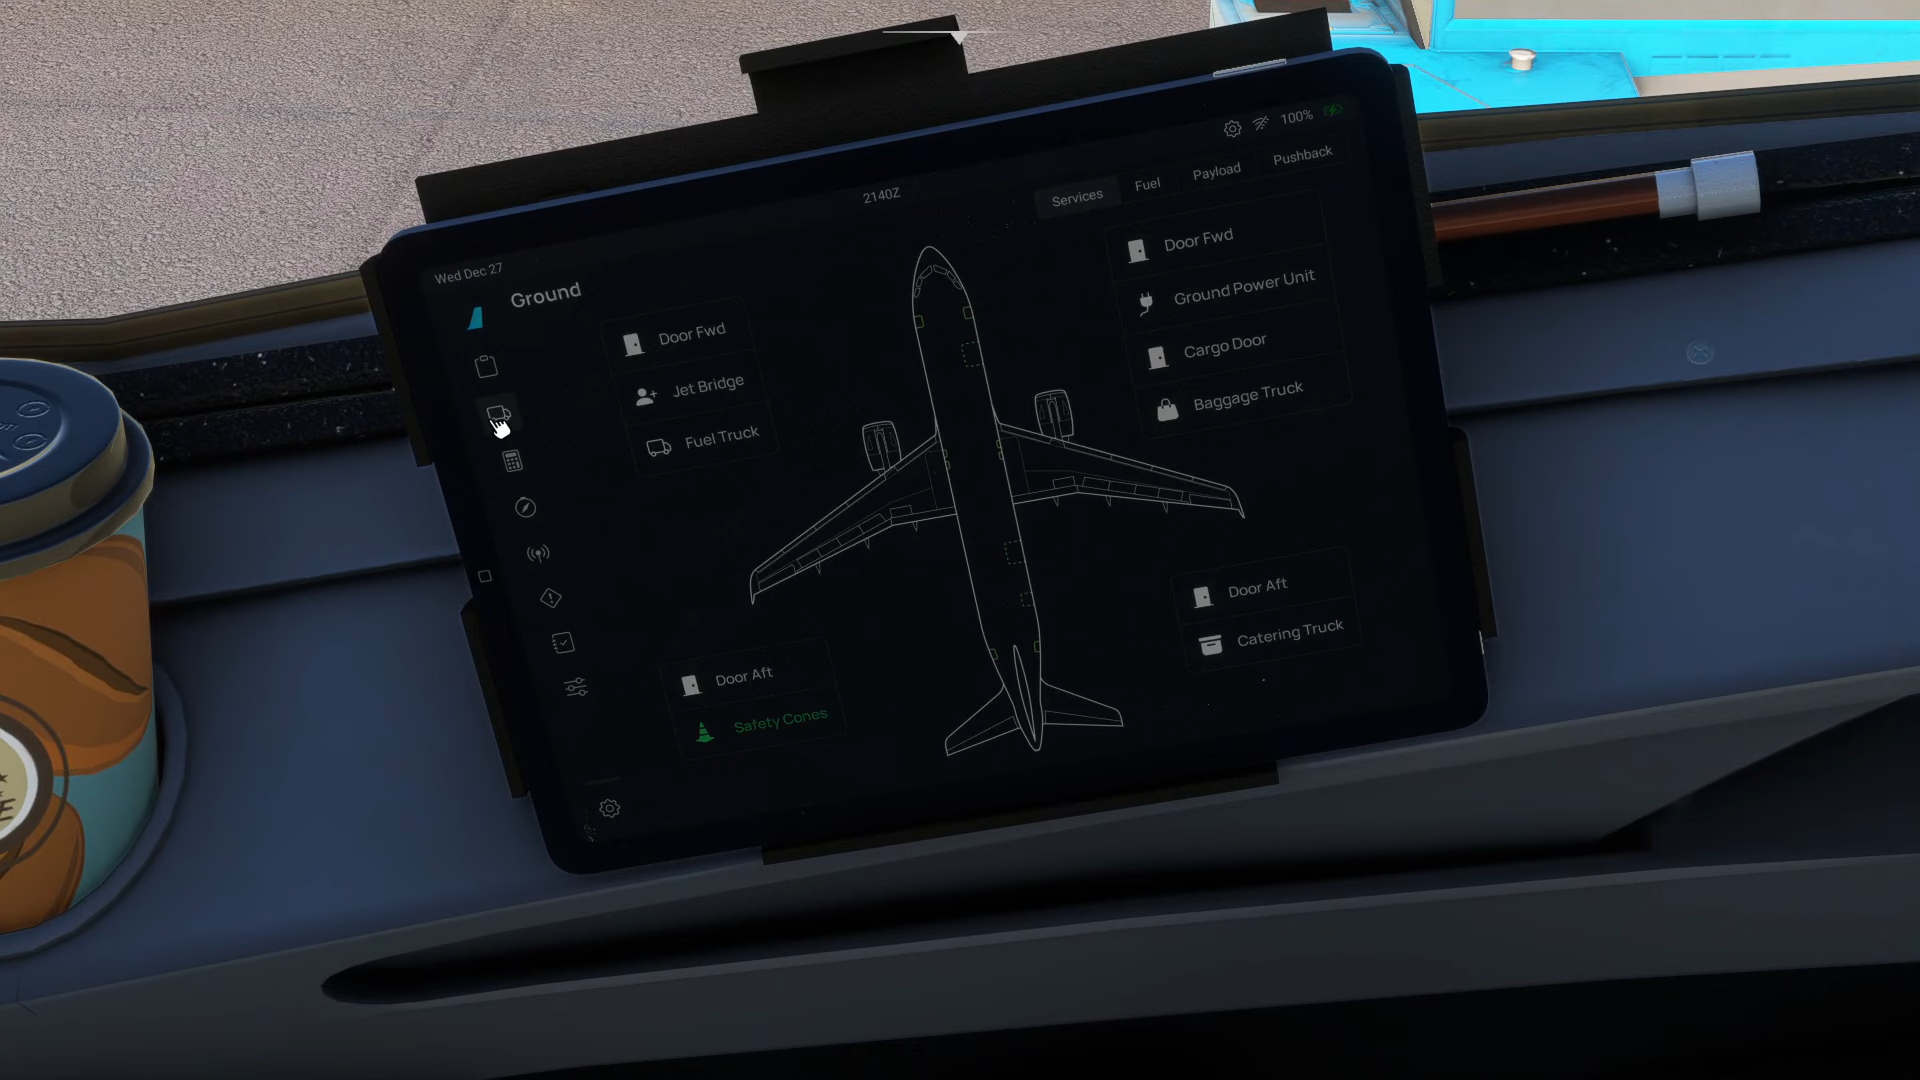 2140Z
100%
Wed Dec 27
Ground
Services
Fuel
Payload
Pushback
Door Fwd
Jet Bridge
Fuel Truck
Door Fwd
Ground Power Unit
Cargo Door
Baggage Truck
Door Aft
Safety Cones
Door Aft
Catering Truck